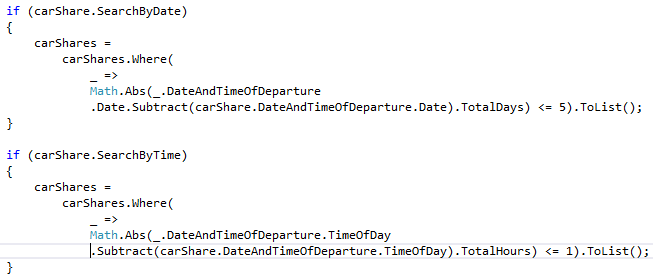 if (carShare.SearchByDate)
{
    carShares =
        carShares.Where(
            _ =>
            Math.Abs(_.DateAndTimeOfDeparture
            .Date.Subtract(carShare.DateAndTimeOfDeparture.Date).TotalDays) <= 5).ToList();
}

if (carShare.SearchByTime)
{
    carShares =
        carShares.Where(
            _ =>
            Math.Abs(_.DateAndTimeOfDeparture.TimeOfDay
            .Subtract(carShare.DateAndTimeOfDeparture.TimeOfDay).TotalHours) <= 1).ToList();
}